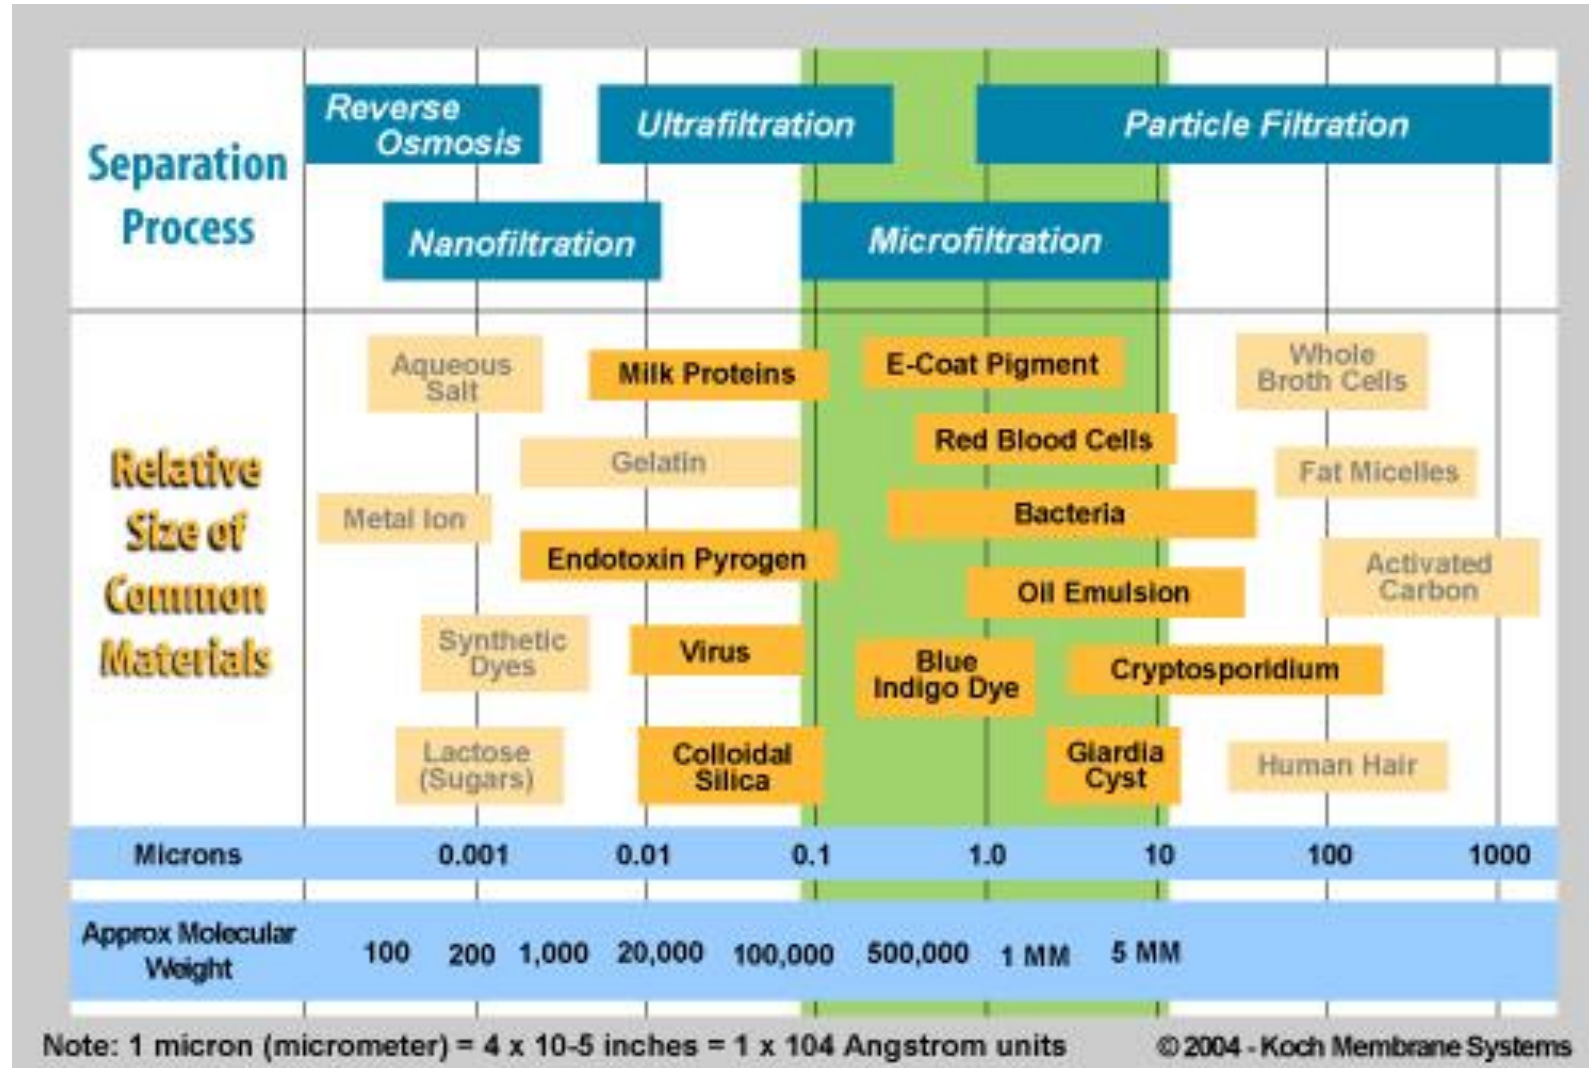 Separation
Process
Reverse
Osmosis
Ultrafiltration
Particle Filtration
Nanofiltration
Microfiltration
Relative
Size of
Common
Materials
Aqueous
Salt
Milk Proteins
E-Coat Pigment
Whole
Broth Cells
Red Blood Cells
Gelatin
Fat Micelles
Metal Ion
Bacteria
Endotoxin Pyrogen
Activated
Carbon
Oil Emulsion
Synthetic
Dyes
Virus
Blue
Indigo Dye
Cryptosporidium
Lactose
(Sugars)
Colloidal
Silica
Giardia
Cyst
Human Hair
Microns 0.001 0.01 0.1 1.0 10 100 1000
Approx Molecular
Weight
100 200 1,000 20,000 100,000 500,000 1 MM 5 MM
Note: 1 micron (micrometer) = 4 x 10-5 inches = 1 x 104 Angstrom units © 2004 - Koch Membrane Systems